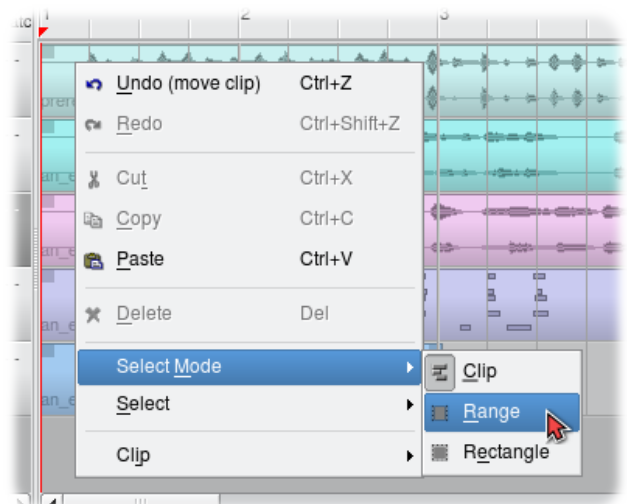 1 2 3
Undo (move clip) Ctrl+Z
Redo Ctrl+Shift+Z
Cut Ctrl+X
Copy Ctrl+C
Paste Ctrl+V
Delete Del
Select Mode
Clip
Range
Rectangle
Select
Clip